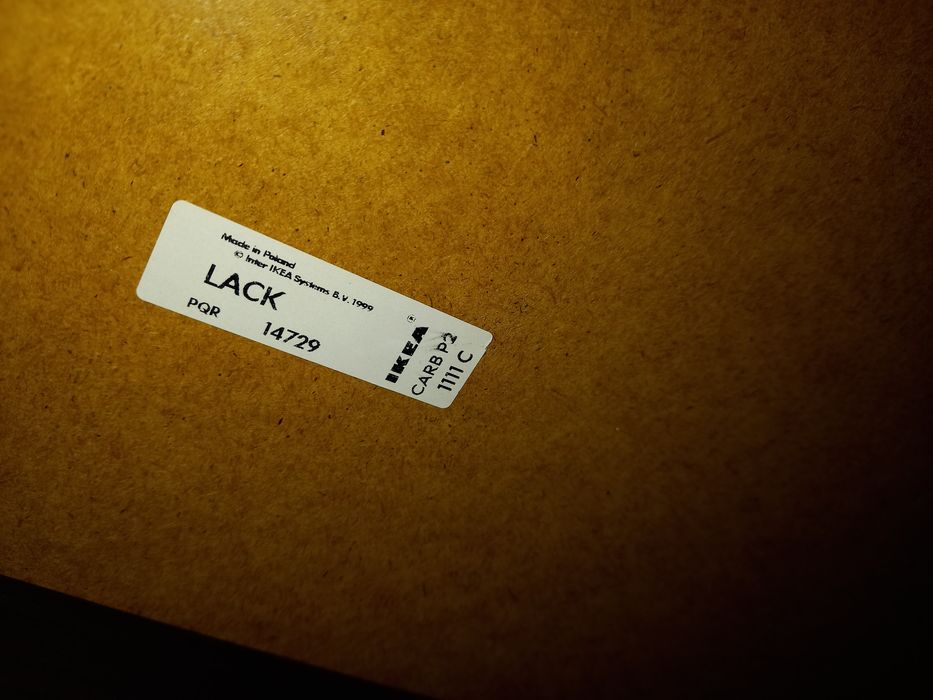 Made in Poland
© Inter IKEA Systems B.V. 1999
LACK
PQR 14729
IKEA ®
CARB P2
1111 C